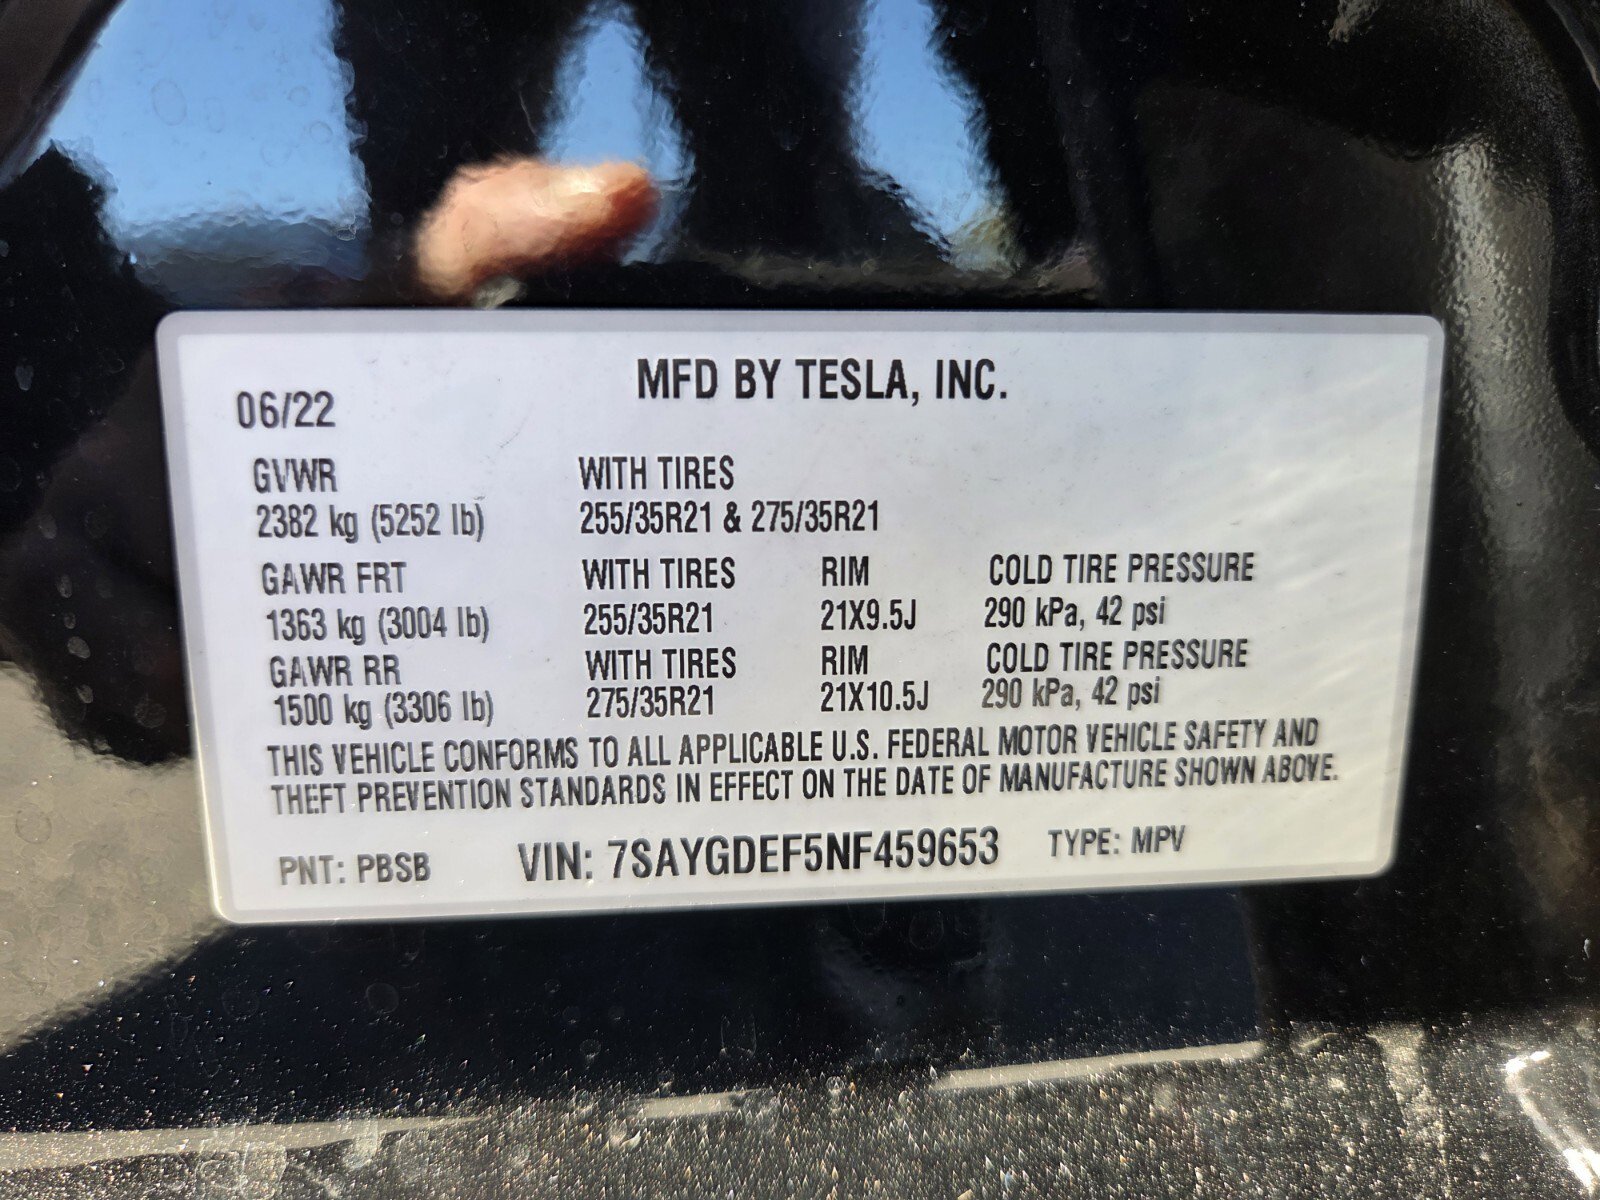 MFD BY TESLA, INC.
06/22
GVWR WITH TIRES
2382 kg (5252 lb) 255/35R21 & 275/35R21
GAWR FRT WITH TIRES RIM COLD TIRE PRESSURE
1363 kg (3004 lb) 255/35R21 21X9.5J 290 kPa, 42 psi
GAWR RR WITH TIRES RIM COLD TIRE PRESSURE
1500 kg (3306 lb) 275/35R21 21X10.5J 290 kPa, 42 psi
THIS VEHICLE CONFORMS TO ALL APPLICABLE U.S. FEDERAL MOTOR VEHICLE SAFETY AND
THEFT PREVENTION STANDARDS IN EFFECT ON THE DATE OF MANUFACTURE SHOWN ABOVE.
PNT: PBSB VIN: 7SAYGDEF5NF459653 TYPE: MPV